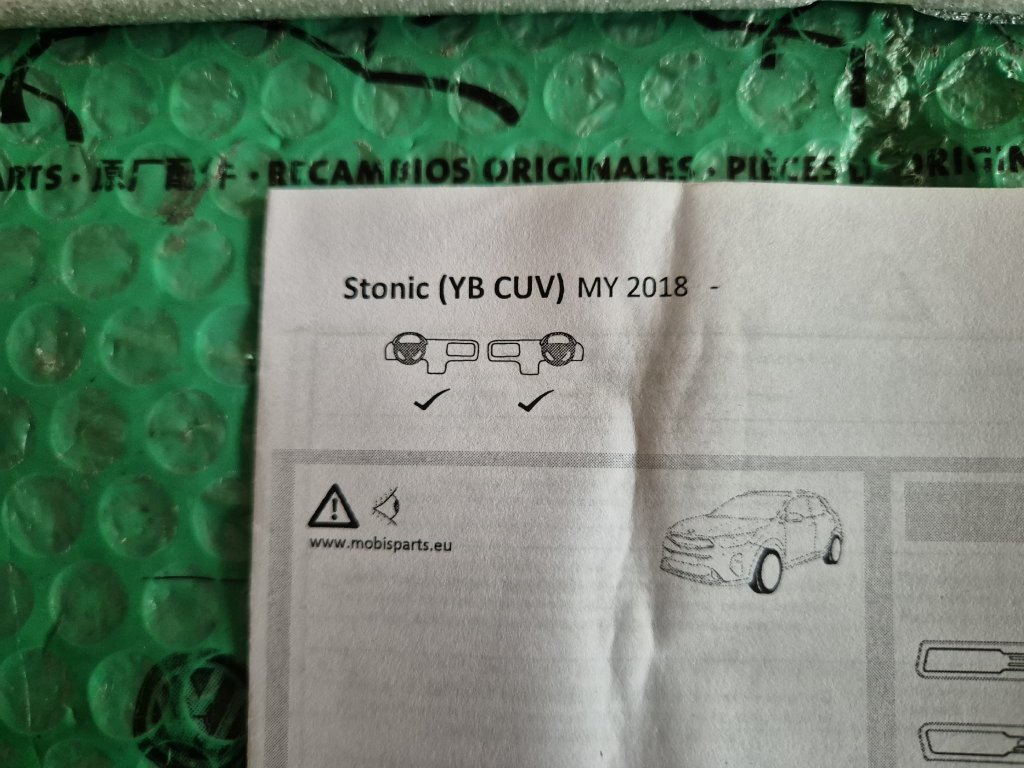 ARTS · 原厂配件 · RECAMBIOS ORIGINALES · PIÈCES D'ORIGIN
Stonic (YB CUV) MY 2018 -
www.mobisparts.eu